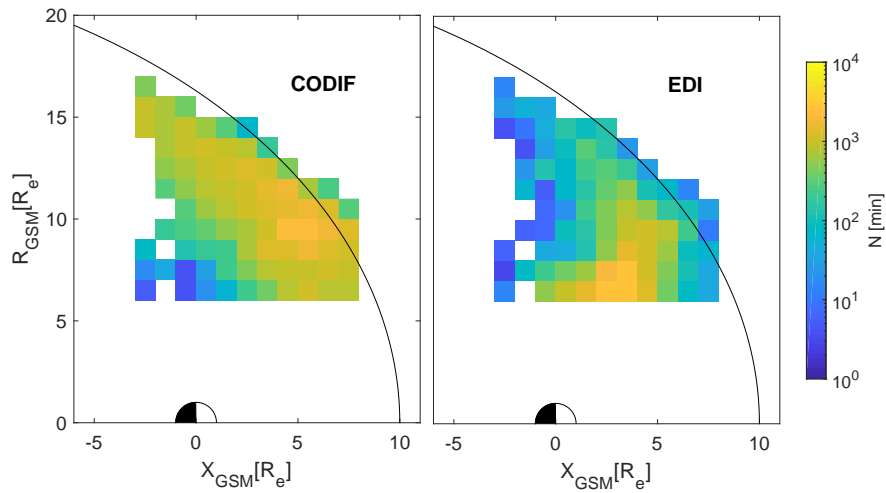 CODIF
EDI
R_GSM[R_e]
20
15
10
5
0
-5 0 5 10
-5 0 5 10
X_GSM[R_e]
X_GSM[R_e]
10^4
10^3
10^2
10^1
10^0
N [min]